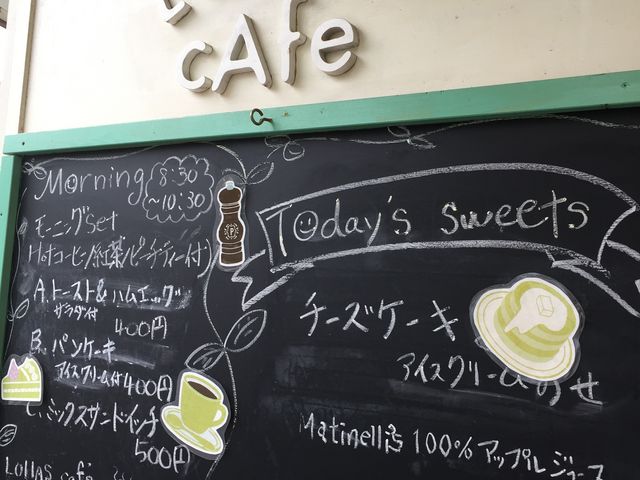 cAfe
Morning 8:30
~10:30
モーニングset
Hotコーヒー/紅茶/ピーチティー付)
A.トースト&ハムエッグ
サラダ付 400円
B.パンケーキ
アイスクリーム付400円
C.ミックスサンドイッチ
500円
LOLLAS cafe's
Today's sweets
チーズケーキ
アイスクリームのせ
Matinelli's 100% アップルジュース